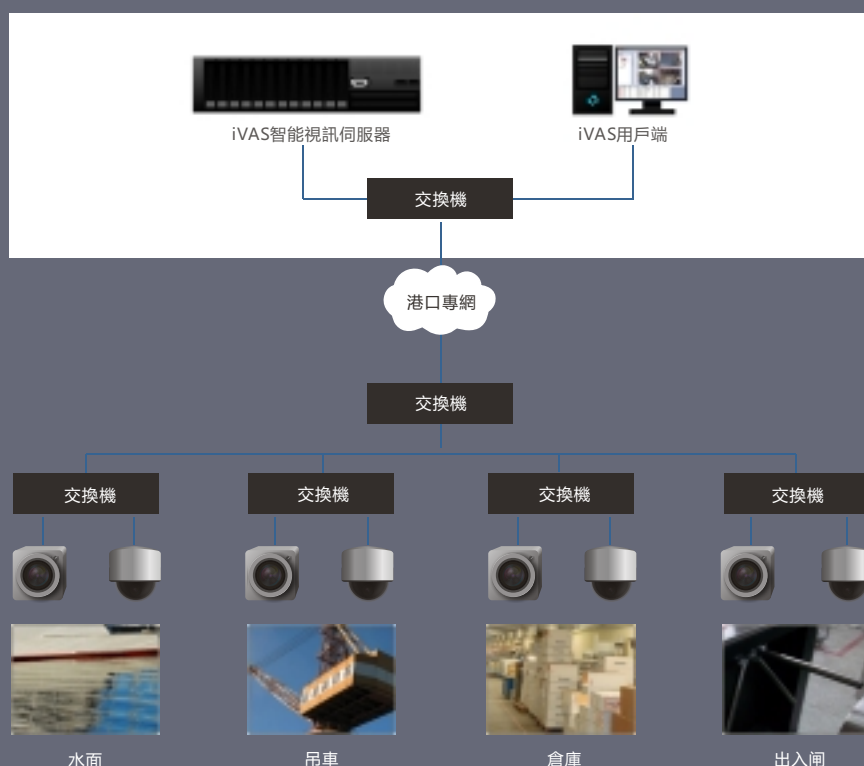 iVAS智能視訊伺服器
iVAS用戶端
交換機
港口專網
交換機
交換機
交換機
交換機
交換機
水面
吊車
倉庫
出入闸